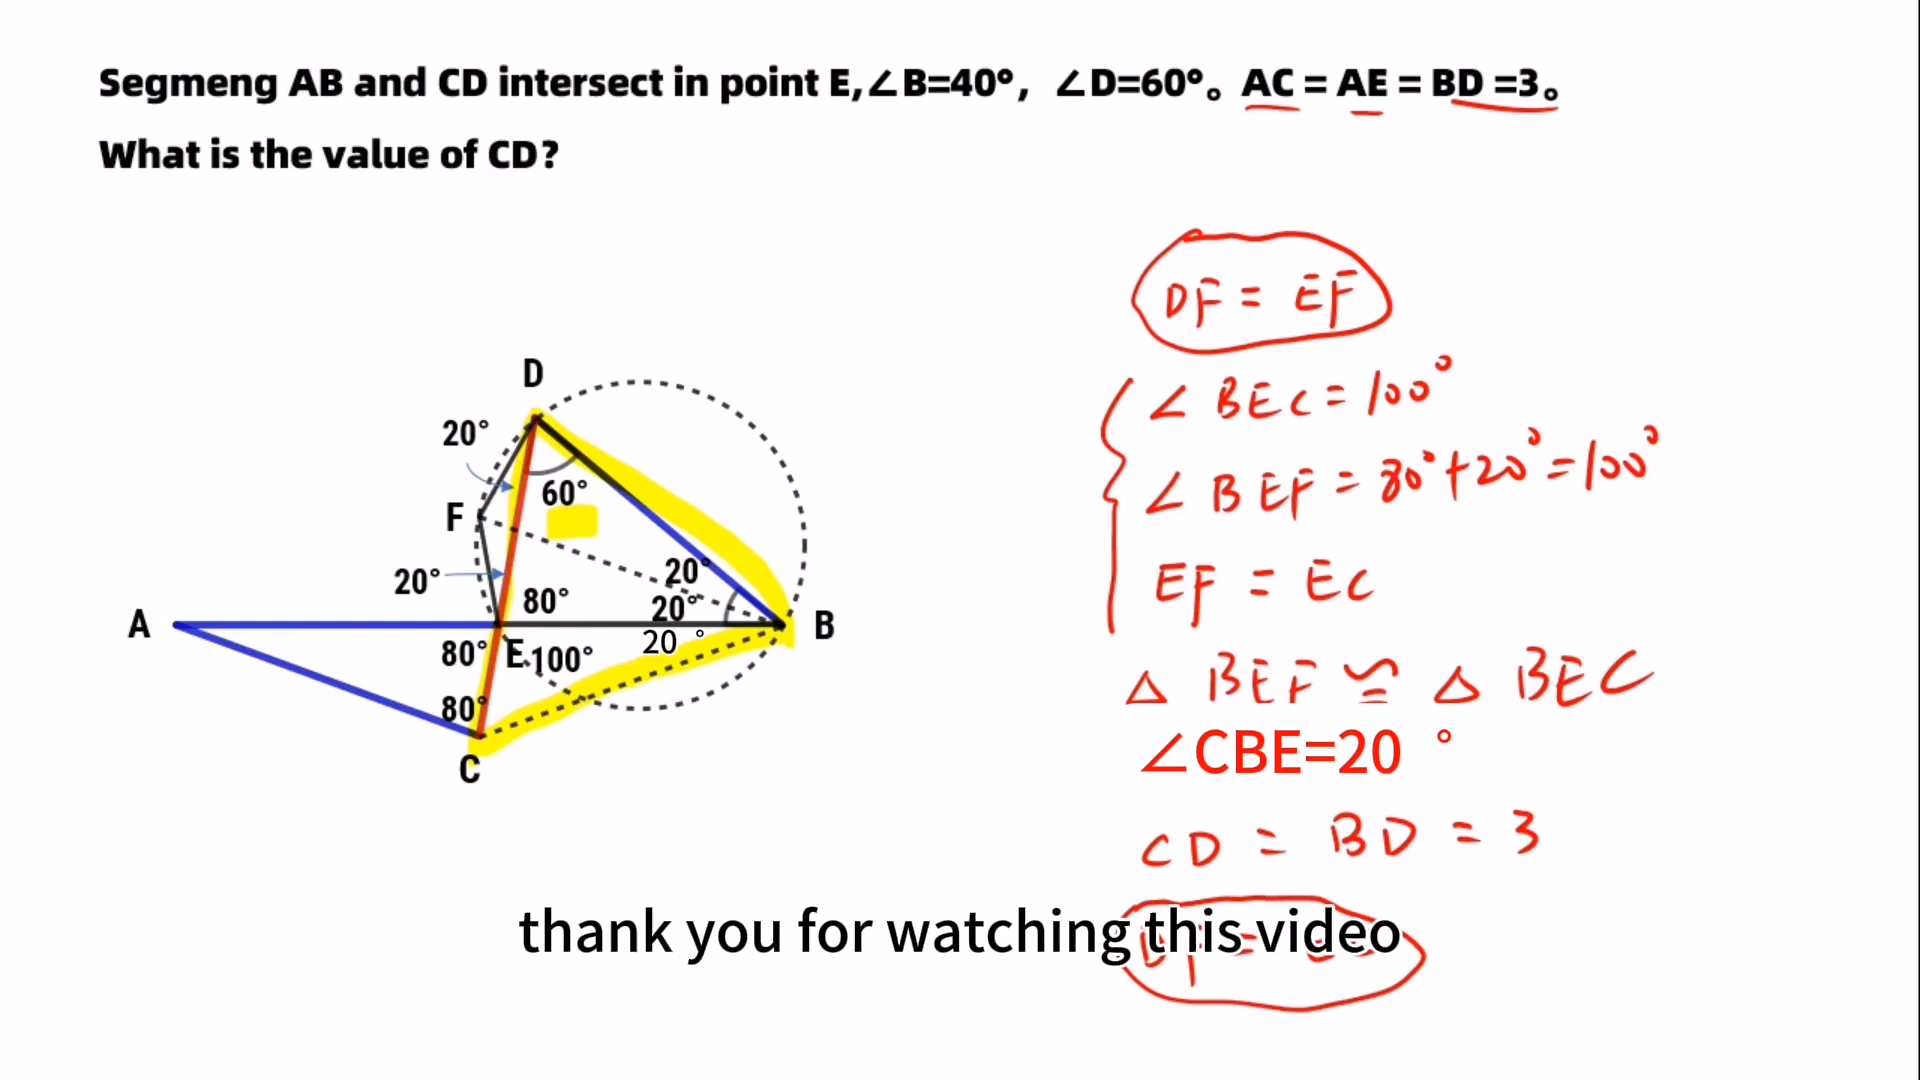 Segmeng AB and CD intersect in point E,∠B=40°, ∠D=60°。AC = AE = BD =3。
What is the value of CD?
DF = EF
D
∠ BEC = 100°
20°
∠ BEF = 80°+20°=100°
60°
F
20°
20°
EF = EC
80°
20°
A
B
20 °
80°
E
100°
△ BEF ≌ △ BEC
80°
∠CBE=20 °
C
CD = BD = 3
thank you for watching this video